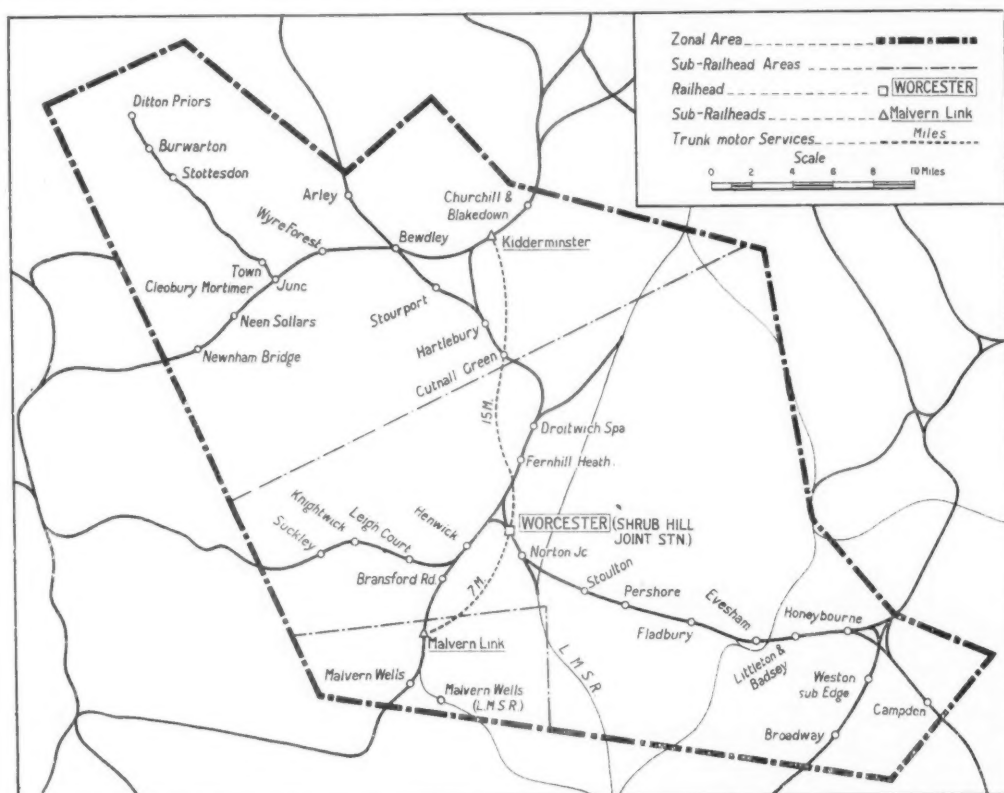 Zonal Area
Sub-Railhead Areas
Railhead WORCESTER
Sub-Railheads Malvern Link
Trunk motor Services Miles
Scale
0 2 4 6 8 10 Miles
Ditton Priors
Burwarton
Stottesdon
Arley
Churchill &
Blakedown
Wyre Forest
Bewdley
Kidderminster
Town
Cleobury Mortimer
Junc
Stourport
Neen Sollars
Hartlebury
Newnham Bridge
Cutnall Green
15 M.
Droitwich Spa
Fernhill Heath.
Knightwick
Suckley
Leigh Court
Henwick
WORCESTER (SHRUB HILL
JOINT STN.)
Norton Jc
Bransford Rd.
7 M.
Stoulton
Pershore
Fladbury
Evesham
Honeybourne
Littleton &
Badsey
Malvern Link
L M S R
Malvern Wells
Malvern Wells
(L.M.S.R.)
Weston
sub Edge
Campden
Broadway